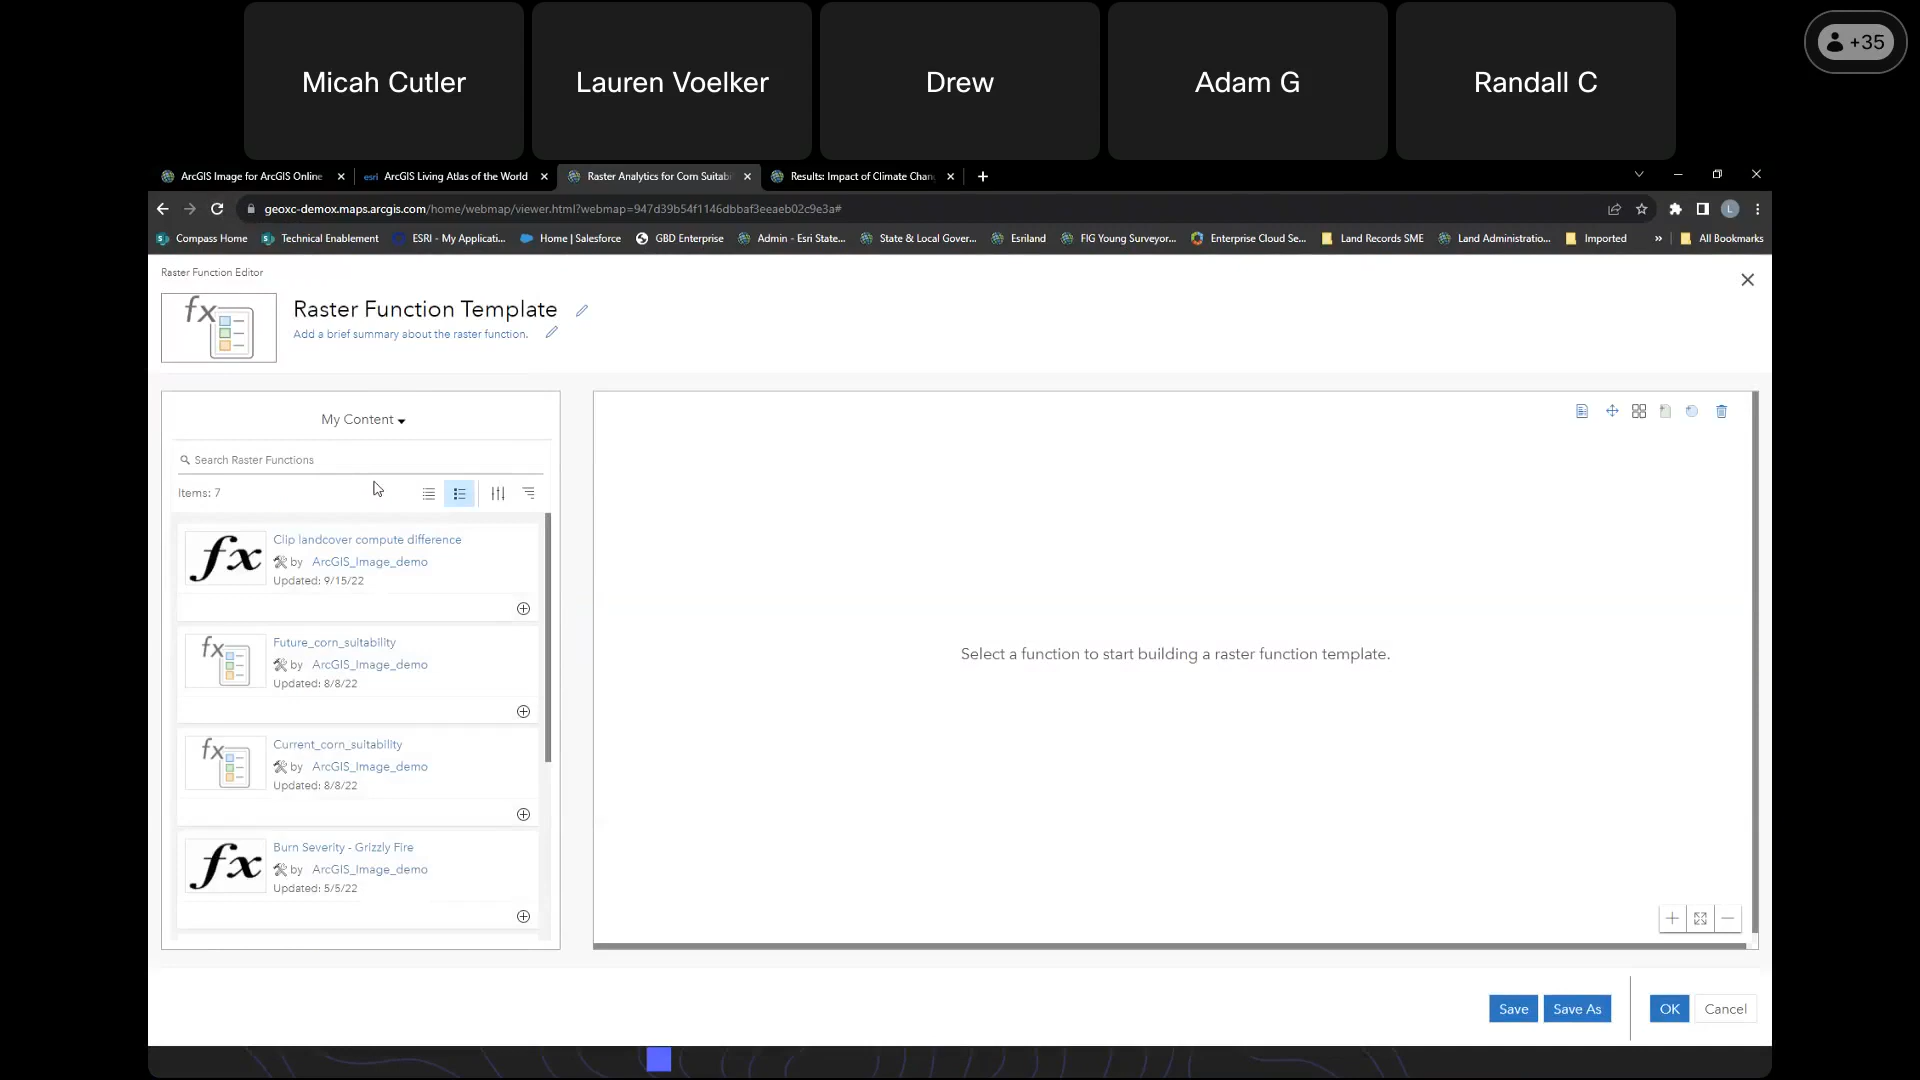 Micah Cutler
Lauren Voelker
Drew
Adam G
Randall C
+35
ArcGIS Image for ArcGIS Online
esri ArcGIS Living Atlas of the World
Raster Analytics for Corn Suitabi
Results: Impact of Climate Chan
geoxc-demox.maps.arcgis.com/home/webmap/viewer.html?webmap=947d39b54f1146dbbaf3eeaeb02c9e3a#
L
Compass Home
Technical Enablement
ESRI - My Applicati...
Home | Salesforce
GBD Enterprise
Admin - Esri State...
State & Local Gover...
Esriland
FIG Young Surveyor...
Enterprise Cloud Se...
Land Records SME
Land Administratio...
Imported
»
All Bookmarks
Raster Function Editor
fx
Raster Function Template
Add a brief summary about the raster function.
My Content
Search Raster Functions
Items: 7
fx
Clip landcover compute difference
by ArcGIS_Image_demo
Updated: 9/15/22
fx
Future_corn_suitability
by ArcGIS_Image_demo
Updated: 8/8/22
fx
Current_corn_suitability
by ArcGIS_Image_demo
Updated: 8/8/22
fx
Burn Severity - Grizzly Fire
by ArcGIS_Image_demo
Updated: 5/5/22
Select a function to start building a raster function template.
Save
Save As
OK
Cancel